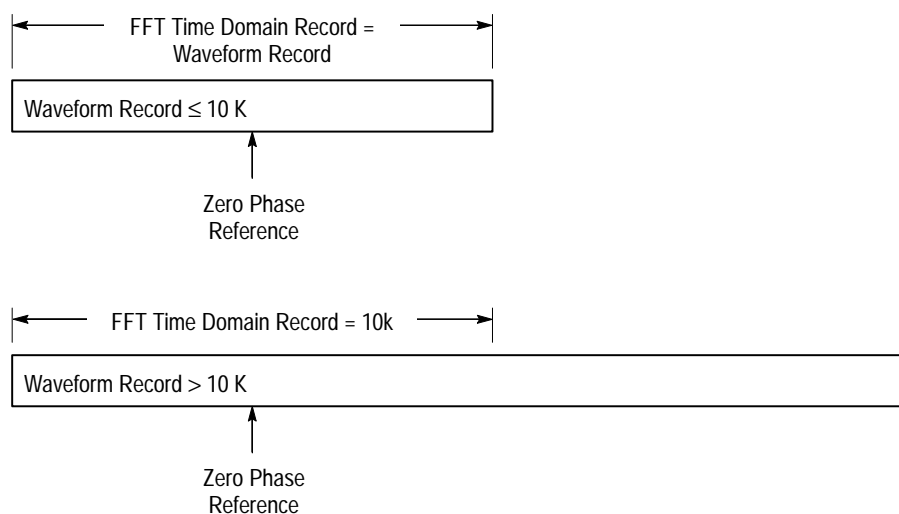 FFT Time Domain Record =
Waveform Record
Waveform Record ≤ 10 K
Zero Phase
Reference
FFT Time Domain Record = 10k
Waveform Record > 10 K
Zero Phase
Reference